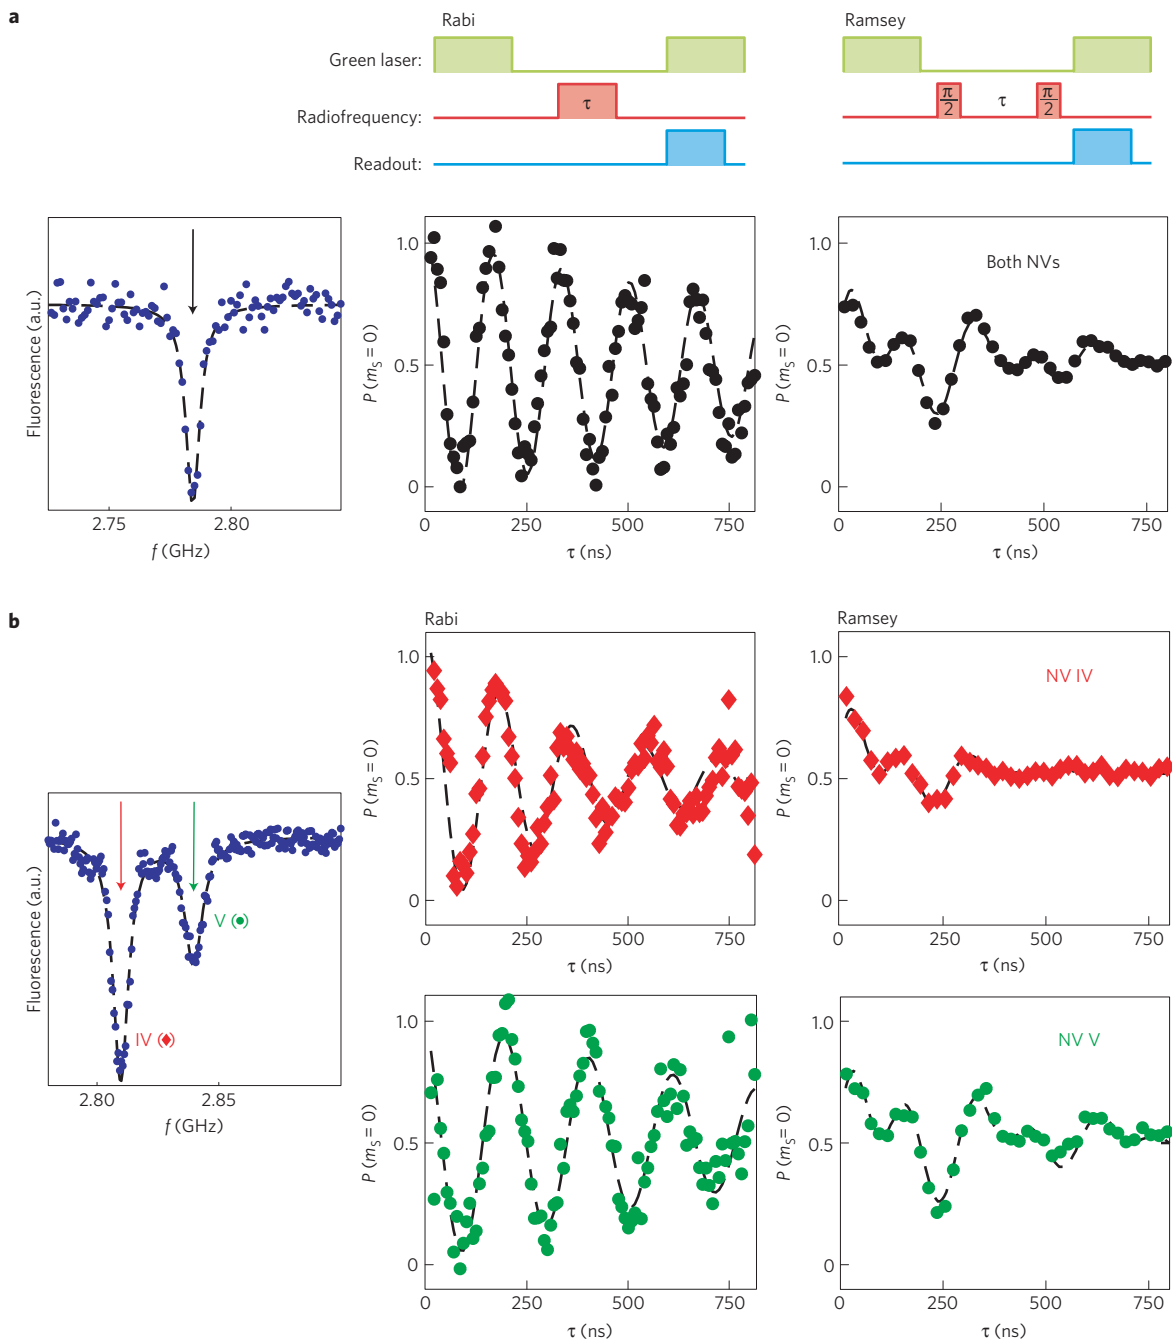 a
Rabi
Ramsey
Green laser:
Radiofrequency:
τ
π/2
τ
π/2
Readout:
Fluorescence (a.u.)
2.75
2.80
f (GHz)
P (mS = 0)
1.0
0.5
0
0
250
500
750
τ (ns)
P (mS = 0)
1.0
0.5
0
Both NVs
0
250
500
750
τ (ns)
b
Fluorescence (a.u.)
V (●)
IV (♦)
2.80
2.85
f (GHz)
Rabi
P (mS = 0)
1.0
0.5
0
0
250
500
750
τ (ns)
Ramsey
P (mS = 0)
1.0
0.5
0
NV IV
0
250
500
750
τ (ns)
P (mS = 0)
1.0
0.5
0
0
250
500
750
τ (ns)
P (mS = 0)
1.0
0.5
0
NV V
0
250
500
750
τ (ns)